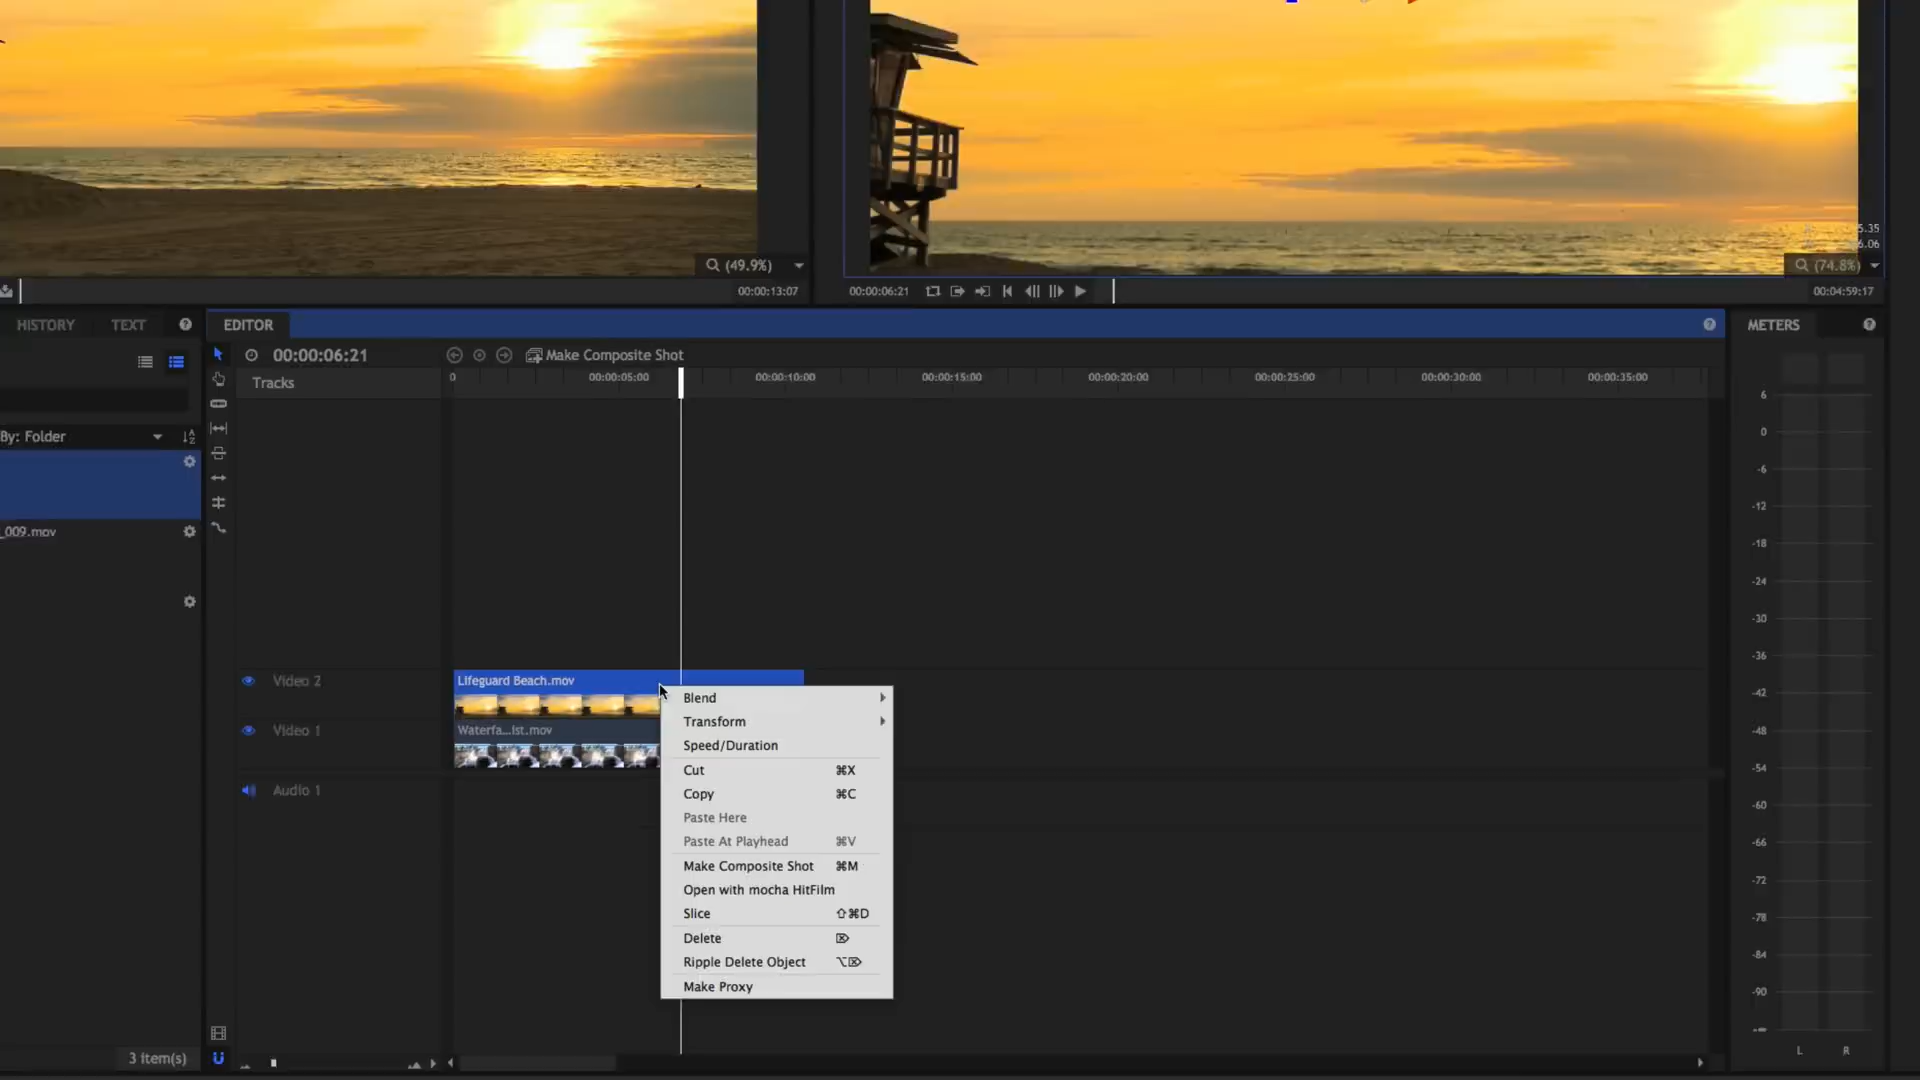 (49.9%)
5.35
6.06
(74.8%)
00:00:13:07
00:00:06:21
00:04:59:17
HISTORY
TEXT
EDITOR
METERS
00:00:06:21
Make Composite Shot
Tracks
0
00:00:05:00
00:00:10:00
00:00:15:00
00:00:20:00
00:00:25:00
00:00:30:00
00:00:35:00
By: Folder
_009.mov
Video 2
Lifeguard Beach.mov
Video 1
Waterfa...ist.mov
Audio 1
Blend
Transform
Speed/Duration
Cut ⌘X
Copy ⌘C
Paste Here
Paste At Playhead ⌘V
Make Composite Shot ⌘M
Open with mocha HitFilm
Slice ⇧⌘D
Delete ⌦
Ripple Delete Object ⌥⌦
Make Proxy
6
0
-6
-12
-18
-24
-30
-36
-42
-48
-54
-60
-66
-72
-78
-84
-90
-∞
L
R
3 item(s)